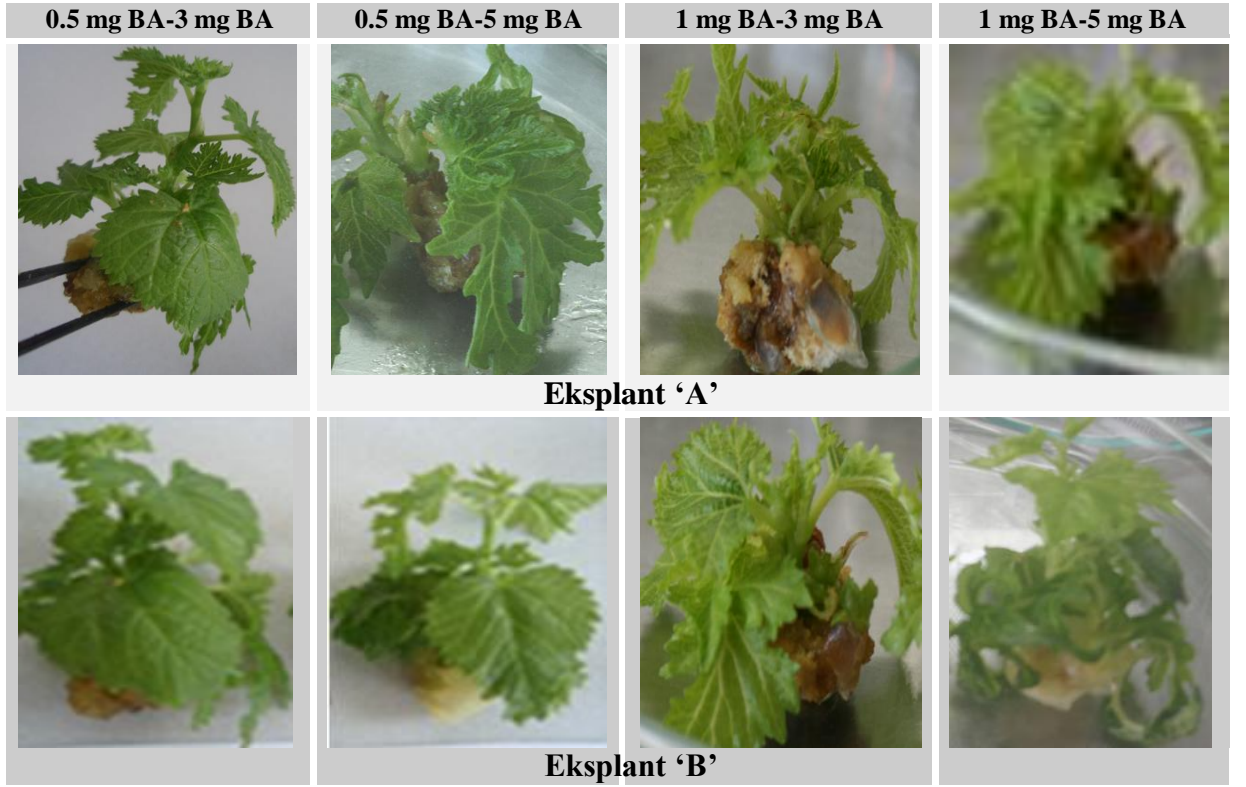 0.5 mg BA-3 mg BA
0.5 mg BA-5 mg BA
1 mg BA-3 mg BA
1 mg BA-5 mg BA
Eksplant ‘A’
Eksplant ‘B’